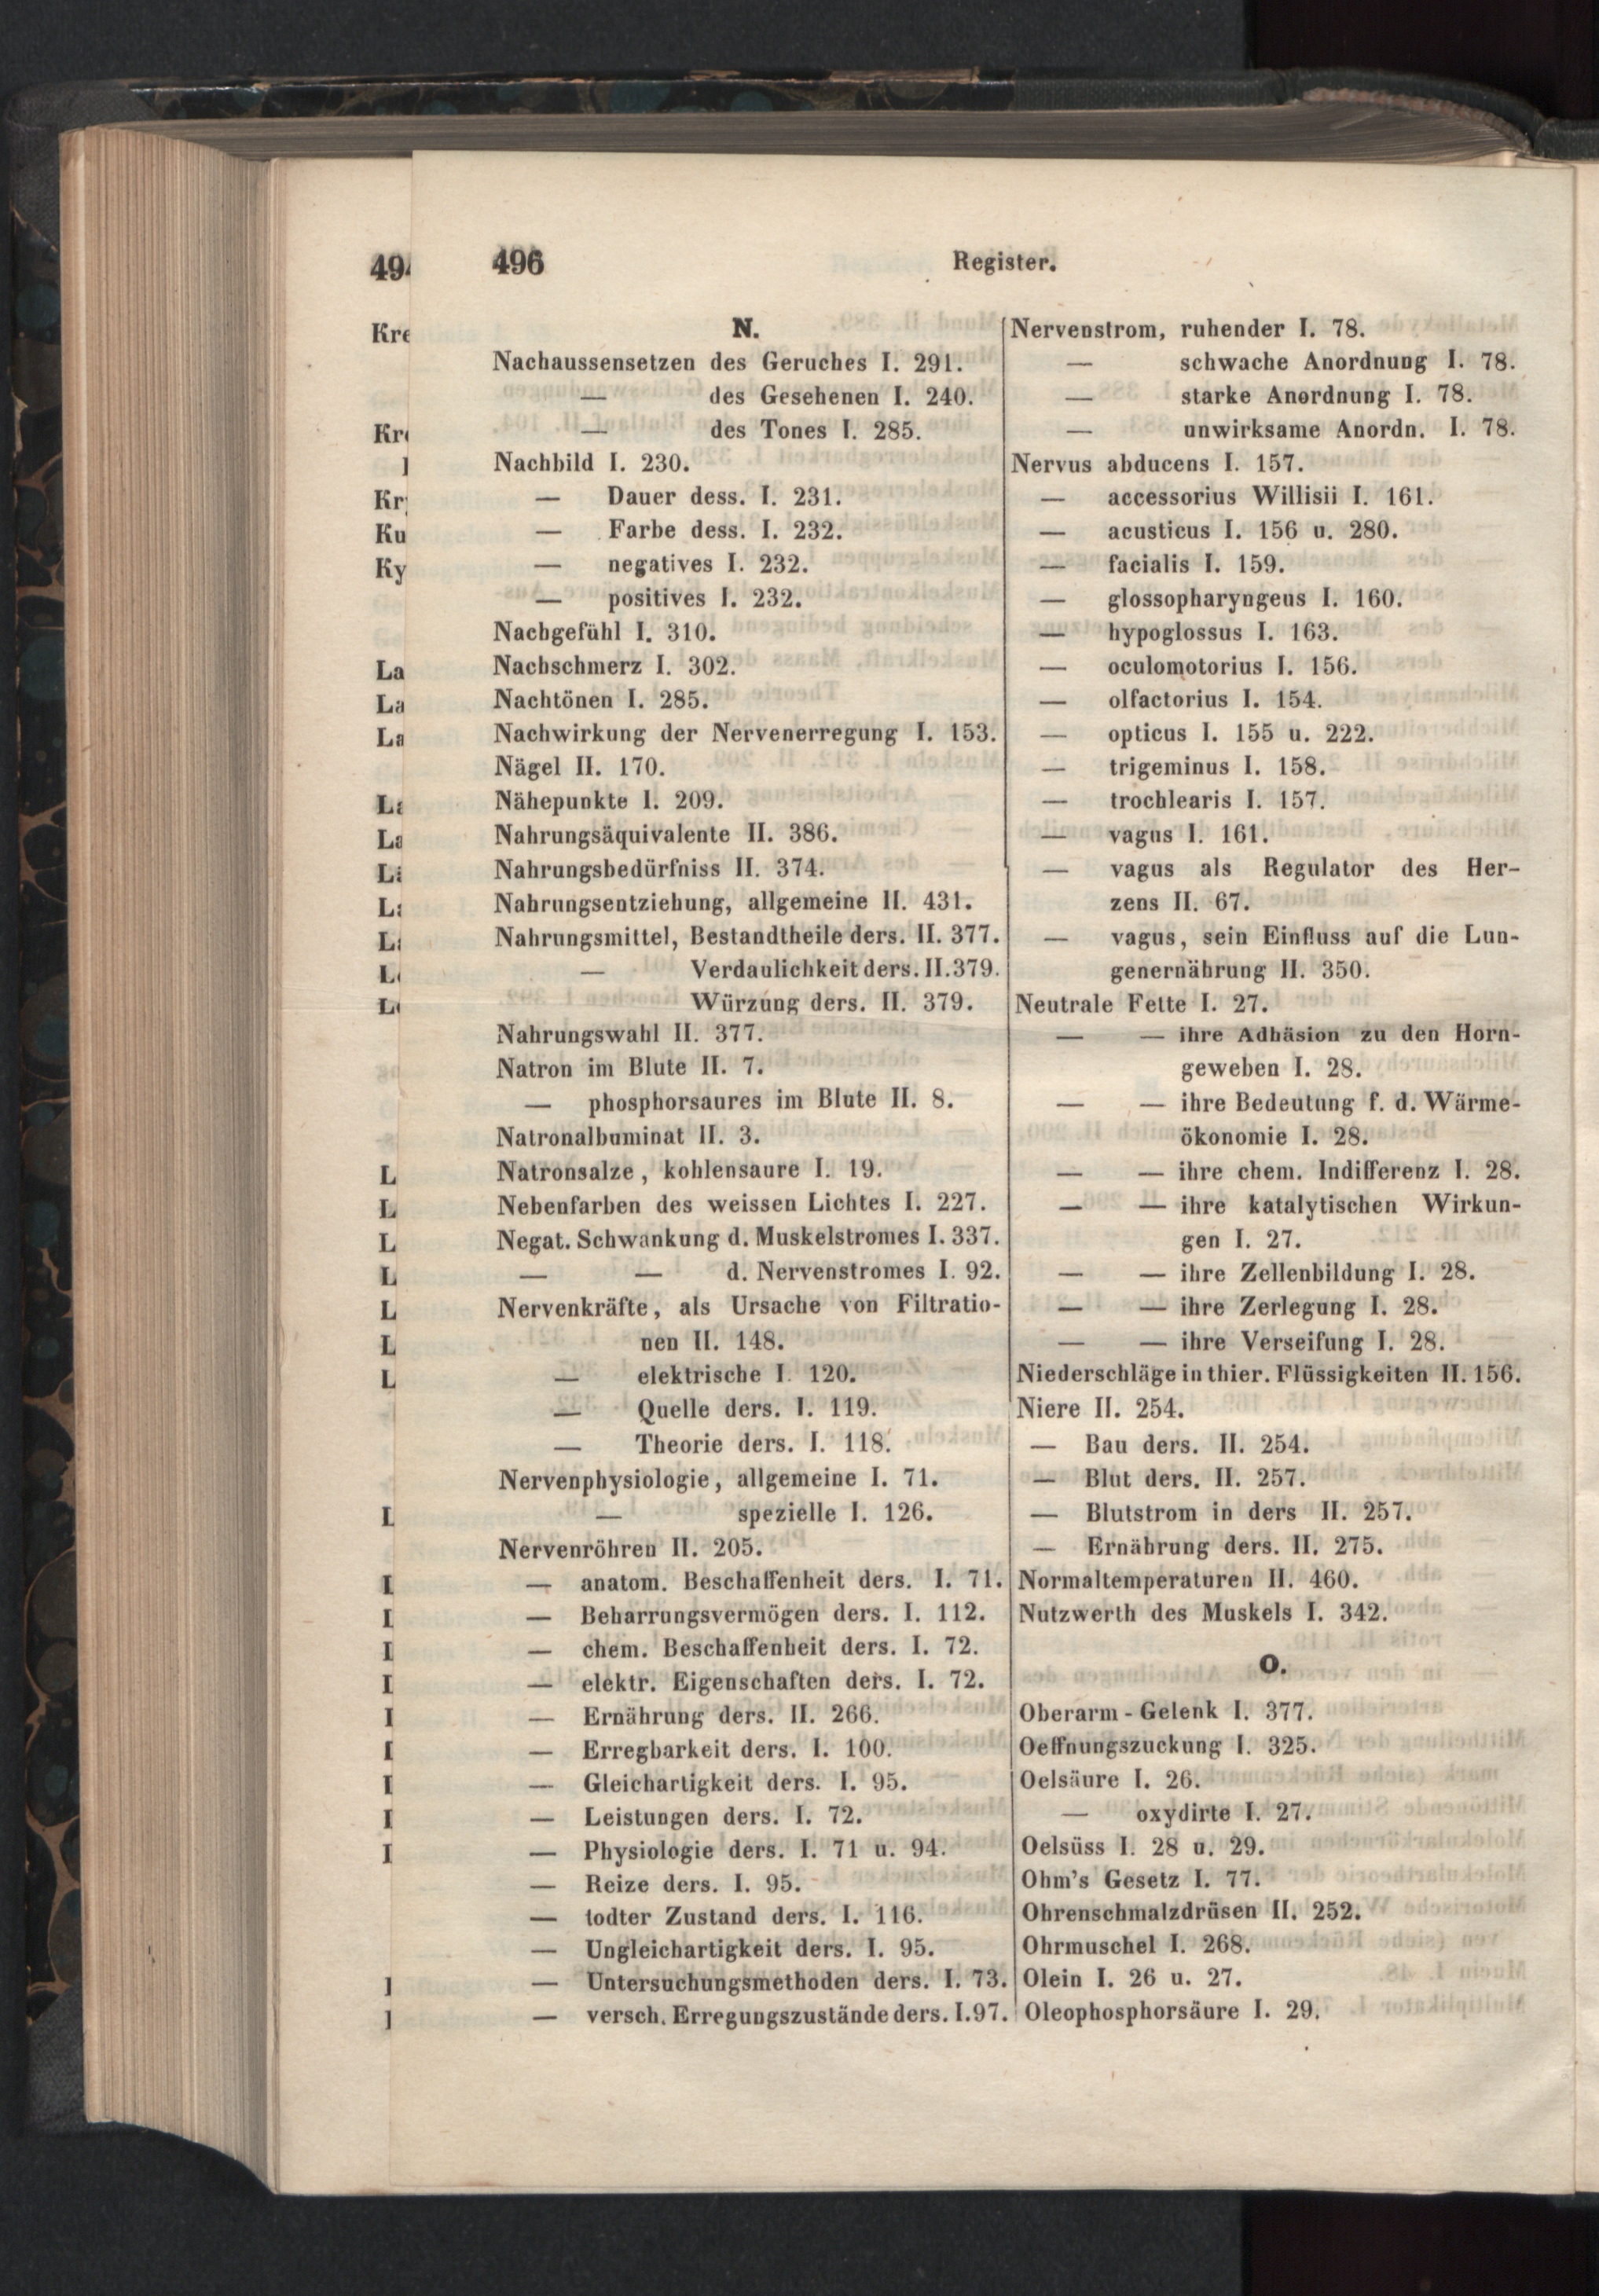 496 Register.
N.
Nachaussensetzen des Geruches I. 291.
— des Gesehenen I. 240.
— des Tones I. 285.
Nachbild I. 230.
— Dauer dess. I. 231.
— Farbe dess. I. 232.
— negatives I. 232.
— positives I. 232.
Nachgefühl I. 310.
Nachschmerz I. 302.
Nachtönen I. 285.
Nachwirkung der Nervenerregung I. 153.
Nägel II. 170.
Nähepunkte I. 209.
Nahrungsäquivalente II. 386.
Nahrungsbedürfniss II. 374.
Nahrungsentziehung, allgemeine II. 431.
Nahrungsmittel, Bestandtheile ders. II. 377.
— Verdaulichkeit ders. II. 379.
Würzung ders. II. 379.
Nahrungswahl II. 377.
Natron im Blute II. 7.
— phosphorsaures im Blute II. 8.
Natronalbuminat II. 3.
Natronsalze, kohlensaure I. 19.
Nebenfarben des weissen Lichtes I. 227.
Negat. Schwankung d. Muskelstromes I. 337.
— — d. Nervenstromes I. 92.
Nervenkräfte, als Ursache von Filtratio-
nen II. 148.
— elektrische I. 120.
— Quelle ders. I. 119.
— Theorie ders. I. 118.
Nervenphysiologie, allgemeine I. 71.
— spezielle I. 126.
Nervenröhren II. 205.
— anatom. Beschaffenheit ders. I. 71.
— Beharrungsvermögen ders. I. 112.
— chem. Beschaffenheit ders. I. 72.
— elektr. Eigenschaften ders. I. 72.
— Ernährung ders. II. 266.
— Erregbarkeit ders. I. 100.
— Gleichartigkeit ders. I. 95.
— Leistungen ders. I. 72.
— Physiologie ders. I. 71 u. 94.
— Reize ders. I. 95.
— todter Zustand ders. I. 116.
— Ungleichartigkeit ders. I. 95.
— Untersuchungsmethoden ders. I. 73.
— versch. Erregungszustände ders. I. 97.
Nervenstrom, ruhender I. 78.
— schwache Anordnung I. 78.
— starke Anordnung I. 78.
— unwirksame Anordn. I. 78.
Nervus abducens I. 157.
— accessorius Willisii I. 161.
— acusticus I. 156 u. 280.
— facialis I. 159.
— glossopharyngeus I. 160.
— hypoglossus I. 163.
— oculomotorius I. 156.
— olfactorius I. 154.
— opticus I. 155 u. 222.
— trigeminus I. 158.
— trochlearis I. 157.
— vagus I. 161.
— vagus als Regulator des Her-
zens II. 67.
— vagus, sein Einfluss auf die Lun-
genernährung II. 350.
Neutrale Fette I. 27.
— — ihre Adhäsion zu den Horn-
geweben I. 28.
— — ihre Bedeutung f. d. Wärme-
ökonomie I. 28.
— — ihre chem. Indifferenz I. 28.
— — ihre katalytischen Wirkun-
gen I. 27.
— — ihre Zellenbildung I. 28.
— — ihre Zerlegung I. 28.
— — ihre Verseifung I. 28.
Niederschläge in thier. Flüssigkeiten II. 156.
Niere II. 254.
— Bau ders. II. 254.
— Blut ders. II. 257.
— Blutstrom in ders II. 257.
— Ernährung ders. II. 275.
Normaltemperaturen II. 460.
Nutzwerth des Muskels I. 342.
O.
Oberarm-Gelenk I. 377.
Oeffnungszuckung I. 325.
Oelsäure I. 26.
— oxydirte I. 27.
Oelsüss I. 28 u. 29.
Ohm's Gesetz I. 77.
Ohrenschmalzdrüsen II. 252.
Ohrmuschel I. 268.
Olein I. 26 u. 27.
Oleophosphorsäure I. 29.